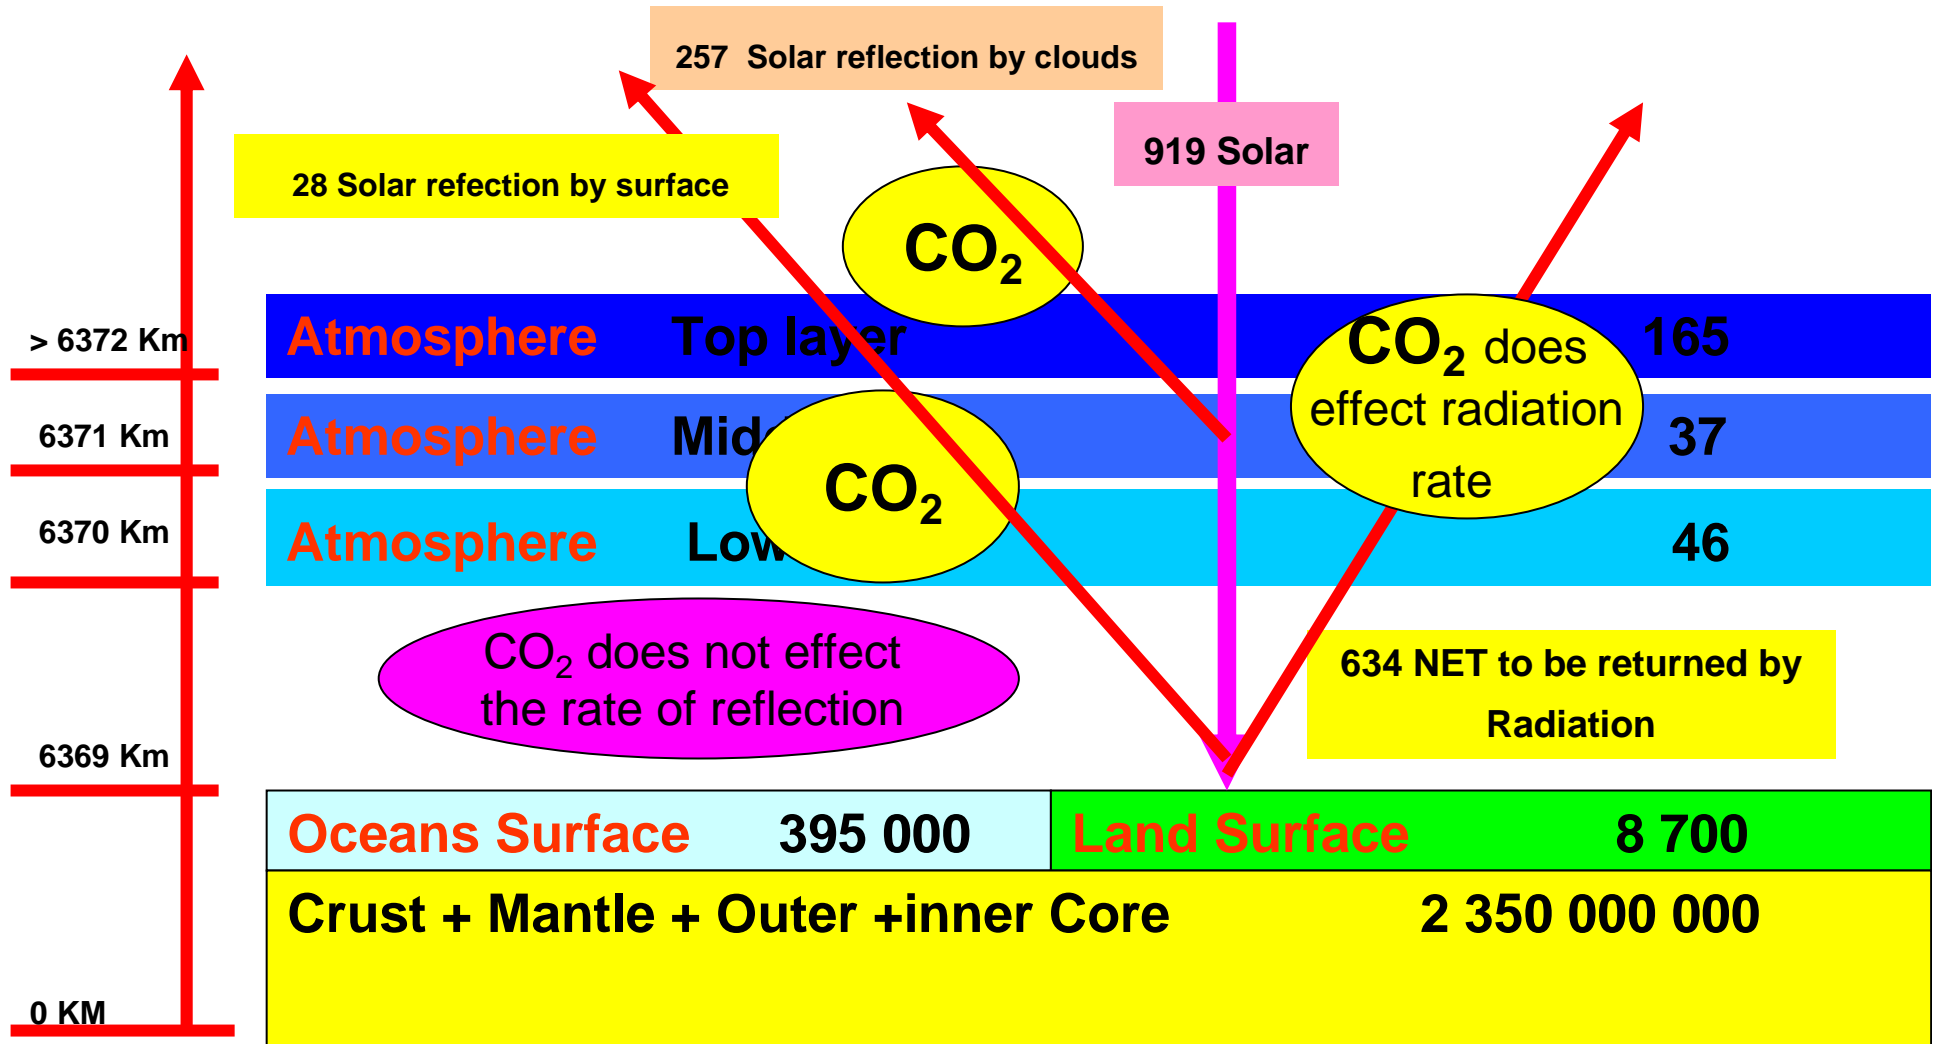 257 Solar reflection by clouds
919 Solar
28 Solar refection by surface
CO₂
> 6372 Km
Atmosphere Top layer 165
CO₂ does
effect radiation
rate
6371 Km
Atmosphere 37
CO₂
6370 Km
Atmosphere 46
CO₂ does not effect
the rate of reflection
634 NET to be returned by
Radiation
6369 Km
Oceans Surface 395 000
Land Surface 8 700
Crust + Mantle + Outer +inner Core 2 350 000 000
0 KM